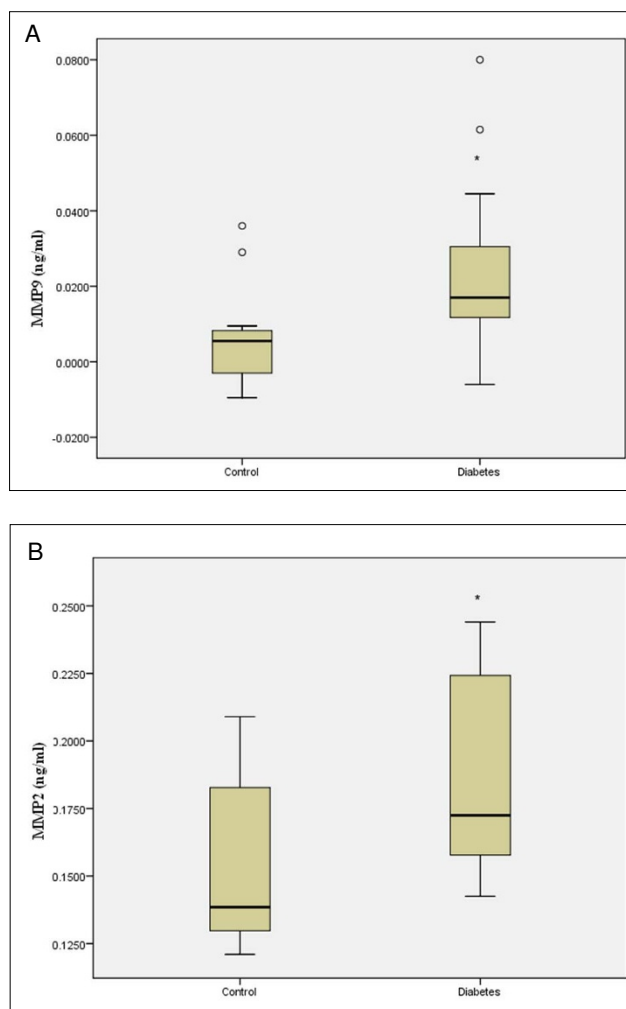 A
0.0800
0.0600
0.0400
0.0200
0.0000
-0.0200
MMP9 (ng/ml)
*
Control
Diabetes
B
0.2500
0.2250
0.2000
0.1750
0.1500
0.1250
MMP2 (ng/ml)
*
Control
Diabetes